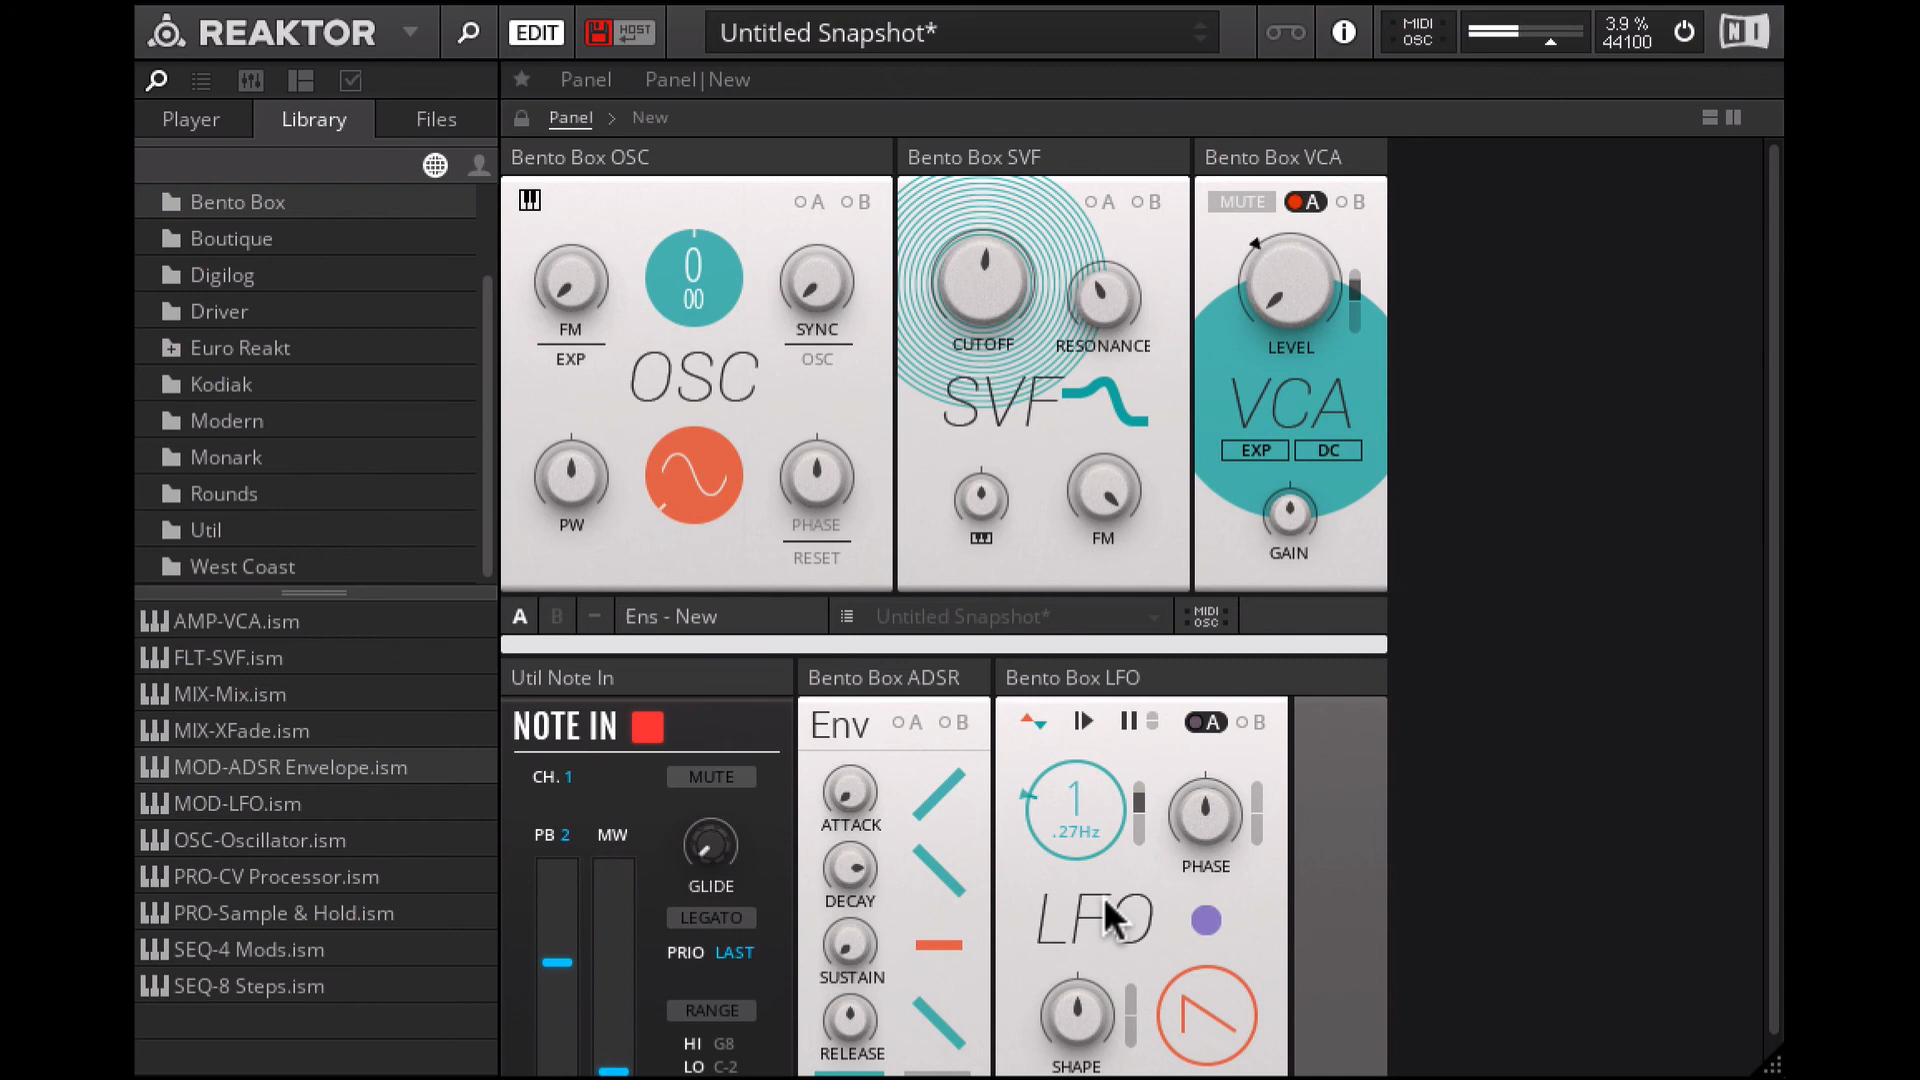 REAKTOR
EDIT
HOST
Untitled Snapshot*
i
MIDI
OSC
3.9 %
44100
NI
Panel
Panel|New
Player
Library
Files
Panel > New
Bento Box
Boutique
Digilog
Driver
Euro Reakt
Kodiak
Modern
Monark
Rounds
Util
West Coast
AMP-VCA.ism
FLT-SVF.ism
MIX-Mix.ism
MIX-XFade.ism
MOD-ADSR Envelope.ism
MOD-LFO.ism
OSC-Oscillator.ism
PRO-CV Processor.ism
PRO-Sample & Hold.ism
SEQ-4 Mods.ism
SEQ-8 Steps.ism
Bento Box OSC
A B
0
00
FM
EXP
SYNC
OSC
OSC
PW
PHASE
RESET
Bento Box SVF
A B
CUTOFF
RESONANCE
SVF
FM
Bento Box VCA
MUTE A B
LEVEL
VCA
EXP DC
GAIN
A B – Ens - New
Untitled Snapshot*
MIDI
OSC
Util Note In
NOTE IN
CH. 1
MUTE
PB 2 MW
GLIDE
LEGATO
PRIO LAST
RANGE
HI G8
LO C-2
Bento Box ADSR
Env A B
ATTACK
DECAY
SUSTAIN
RELEASE
Bento Box LFO
A B
1
.27Hz
PHASE
LFO
SHAPE